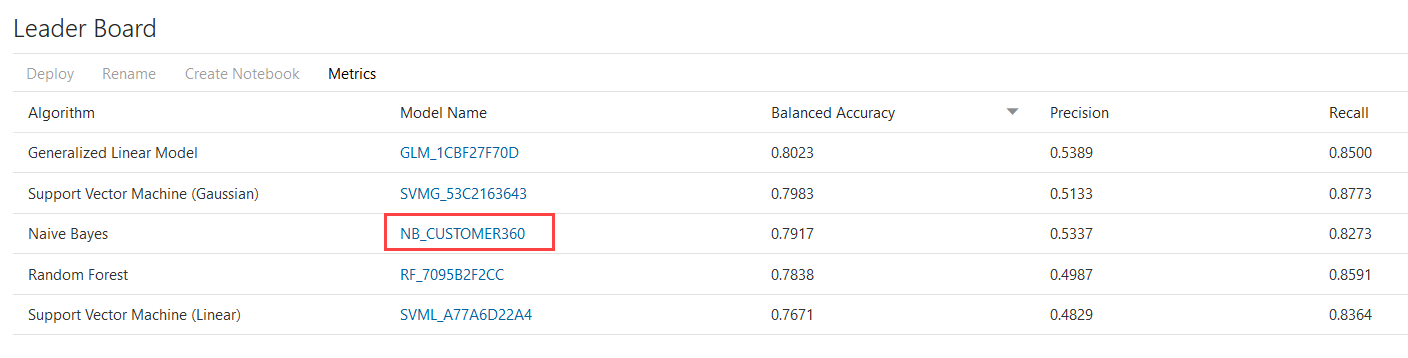 Leader Board
Deploy Rename Create Notebook Metrics
Algorithm Model Name Balanced Accuracy Precision Recall
Generalized Linear Model GLM_1CBF27F70D 0.8023 0.5389 0.8500
Support Vector Machine (Gaussian) SVMG_53C2163643 0.7983 0.5133 0.8773
Naive Bayes NB_CUSTOMER360 0.7917 0.5337 0.8273
Random Forest RF_7095B2F2CC 0.7838 0.4987 0.8591
Support Vector Machine (Linear) SVML_A77A6D22A4 0.7671 0.4829 0.8364